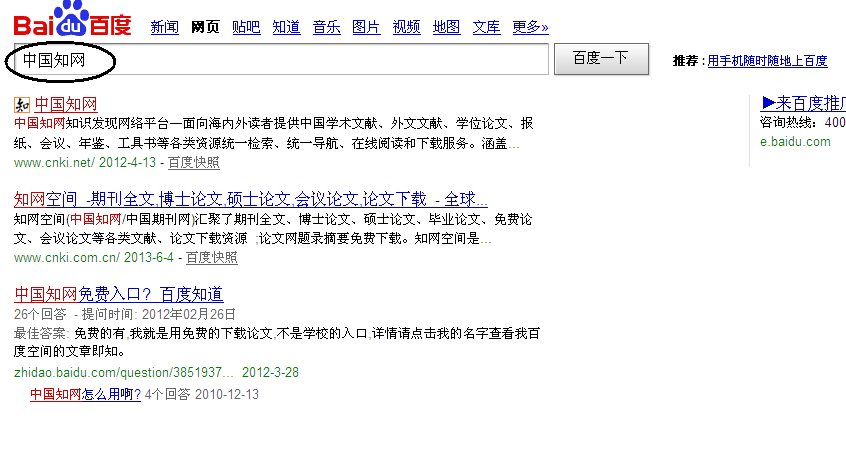 Bai du 百度 新闻 网页 贴吧 知道 音乐 图片 视频 地图 文库 更多»
中国知网 百度一下 推荐：用手机随时随地上百度
知 中国知网
中国知网知识发现网络平台—面向海内外读者提供中国学术文献、外文文献、学位论文、报
纸、会议、年鉴、工具书等各类资源统一检索、统一导航、在线阅读和下载服务。涵盖...
www.cnki.net/ 2012-4-13 - 百度快照
▶来百度推广
咨询热线：400
e.baidu.com
知网空间 -期刊全文,博士论文,硕士论文,会议论文,论文下载 - 全球...
知网空间(中国知网/中国期刊网)汇聚了期刊全文、博士论文、硕士论文、毕业论文、免费论
文、会议论文等各类文献、论文下载资源 ;论文网题录摘要免费下载。知网空间是...
www.cnki.com.cn/ 2013-6-4 - 百度快照
中国知网免费入口？ 百度知道
26个回答 - 提问时间: 2012年02月26日
最佳答案: 免费的有,我就是用免费的下载论文,不是学校的入口,详情请点击我的名字查看我百
度空间的文章即知。
zhidao.baidu.com/question/3851937... 2012-3-28
中国知网怎么用啊? 4个回答 2010-12-13